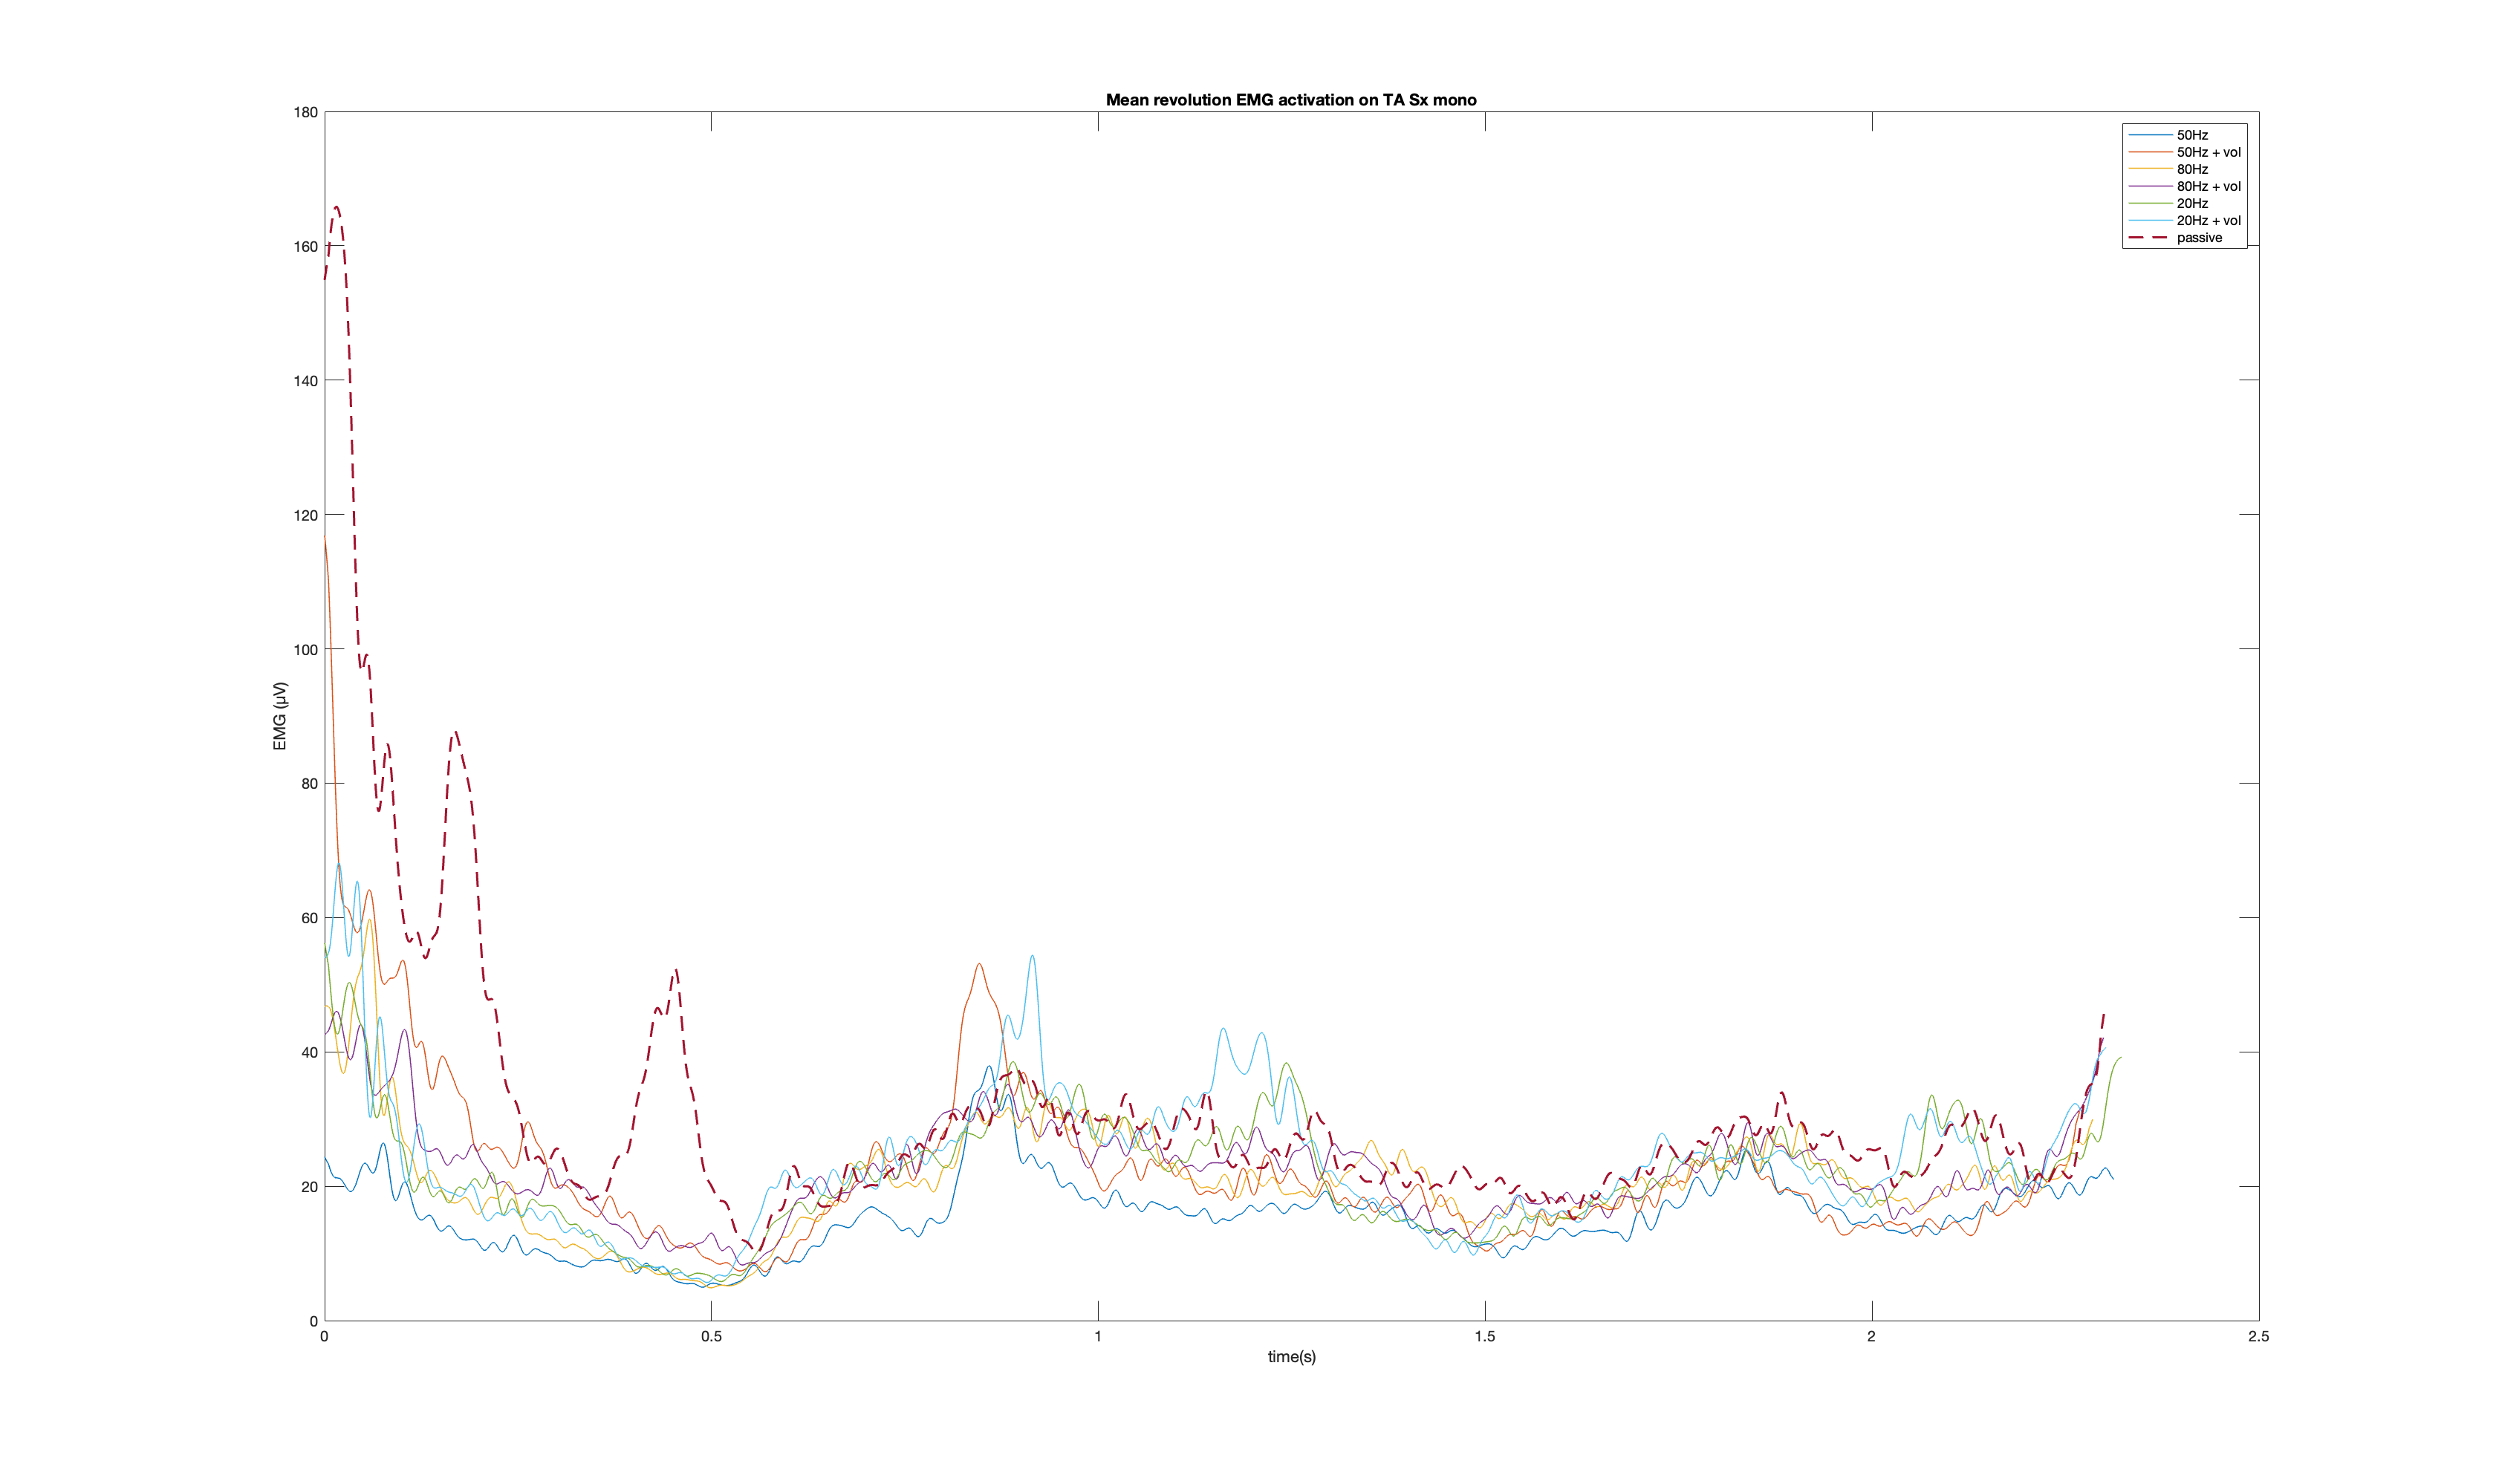 Mean revolution EMG activation on TA Sx mono
180
160
140
120
100
80
60
40
20
0
EMG (µV)
50Hz
50Hz + vol
80Hz
80Hz + vol
20Hz
20Hz + vol
passive
0
0.5
1
1.5
2
2.5
time(s)